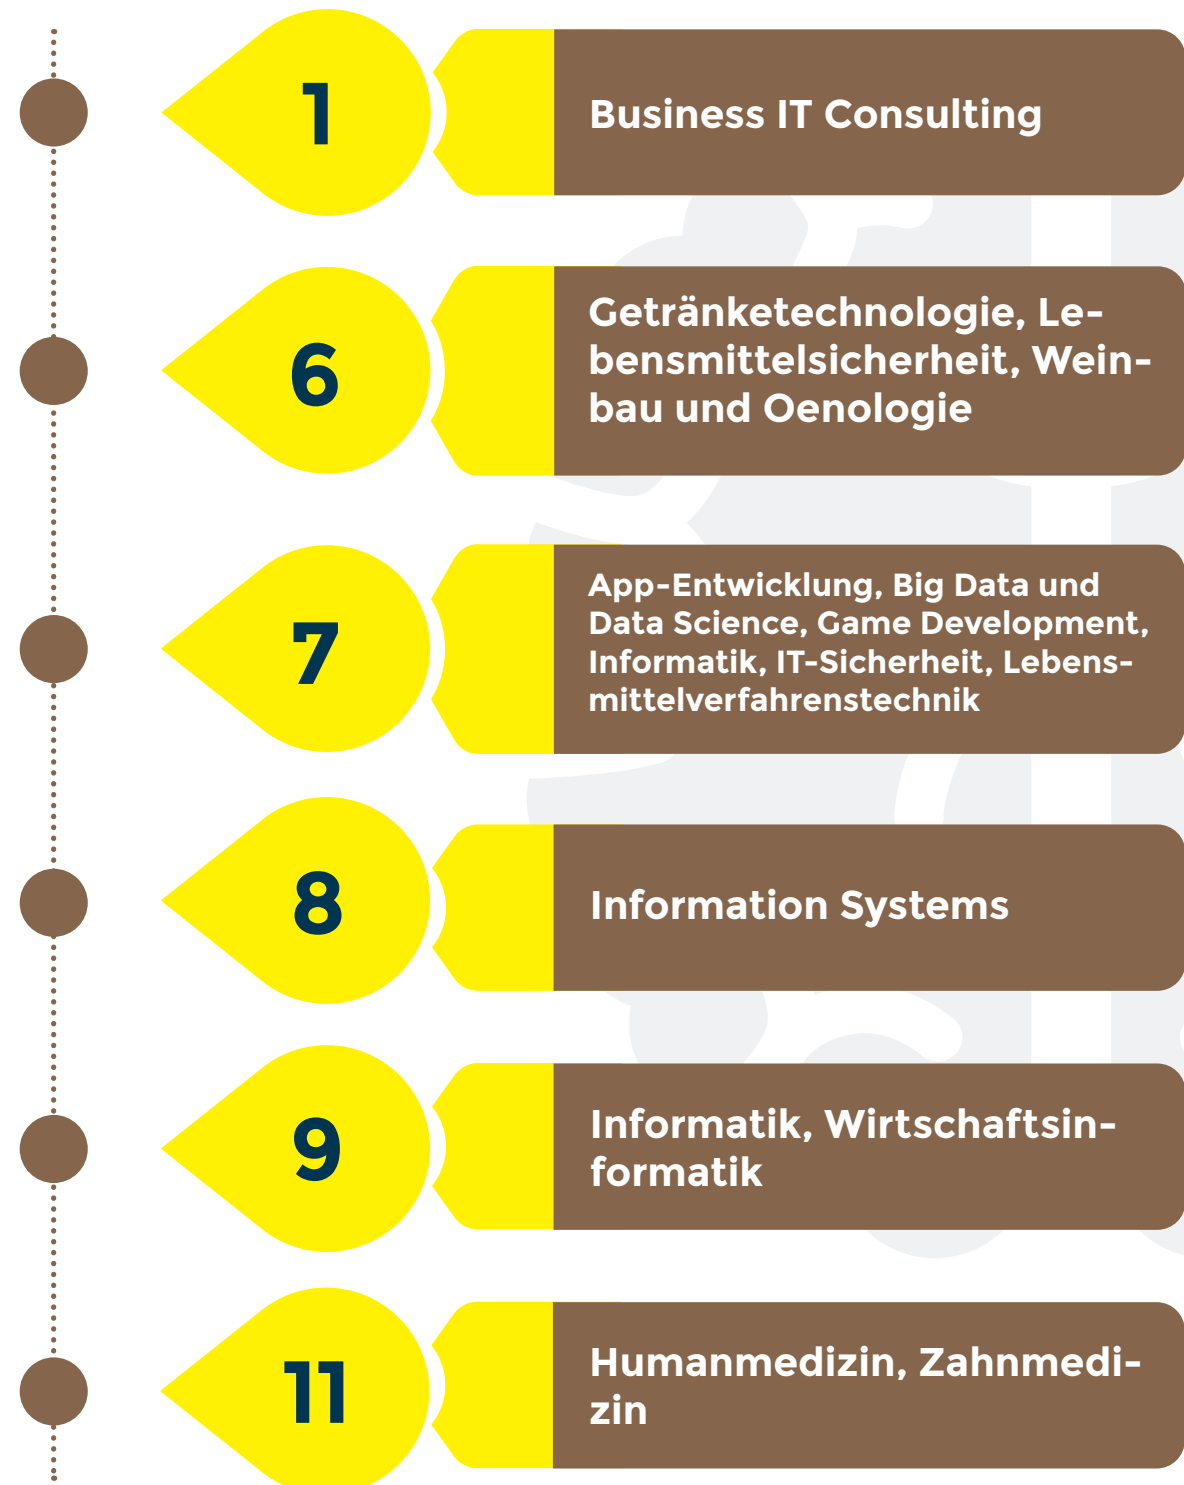 1
Business IT Consulting
6
Getränketechnologie, Le-
bensmittelsicherheit, Wein-
bau und Oenologie
7
App-Entwicklung, Big Data und
Data Science, Game Development,
Informatik, IT-Sicherheit, Lebens-
mittelverfahrenstechnik
8
Information Systems
9
Informatik, Wirtschaftsin-
formatik
11
Humanmedizin, Zahnmedi-
zin